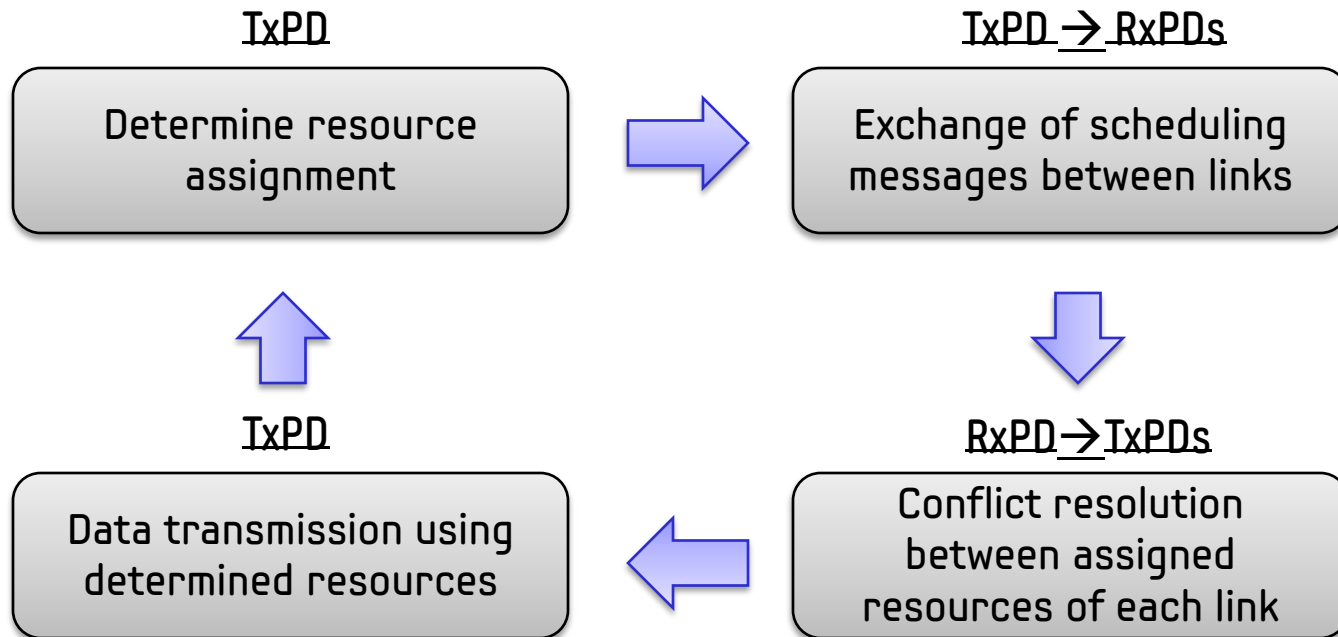 TxPD
Determine resource
assignment
TxPD → RxPDs
Exchange of scheduling
messages between links
RxPD→TxPDs
Conflict resolution
between assigned
resources of each link
TxPD
Data transmission using
determined resources